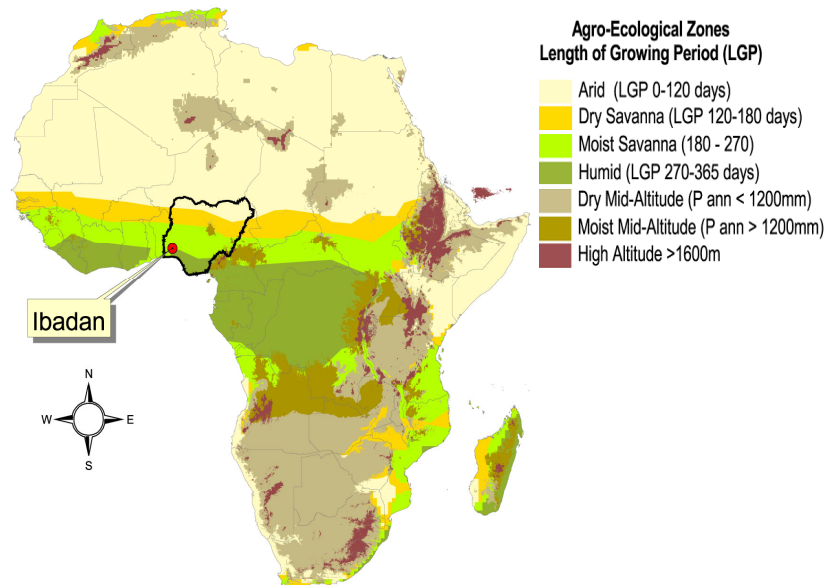 Agro-Ecological Zones
Length of Growing Period (LGP)
Arid (LGP 0-120 days)
Dry Savanna (LGP 120-180 days)
Moist Savanna (180 - 270)
Humid (LGP 270-365 days)
Dry Mid-Altitude (P ann < 1200mm)
Moist Mid-Altitude (P ann > 1200mm)
High Altitude >1600m
Ibadan
N
W E
S